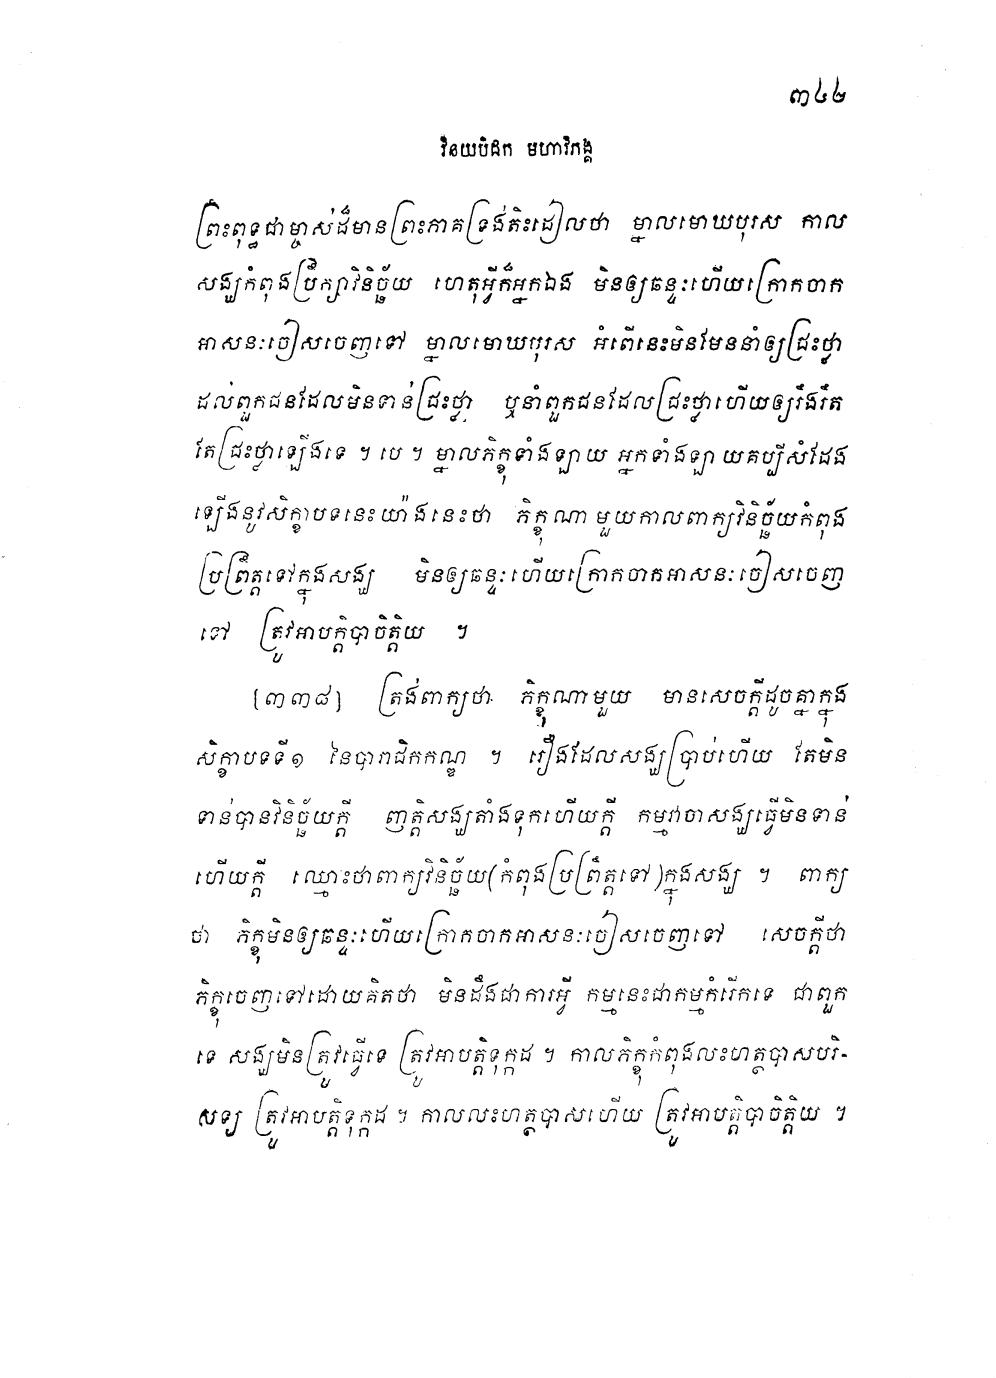 ៣៤២
វិនយបិដក មហាវិភង្គ
ព្រះពុទ្ធជាម្ចាស់ដ៏មានព្រះភាគទ្រង់តិះដៀលថា ម្នាលមោឃបុរស កាល
សង្ឃកំពុងប្រឹក្សាវិនិច្ឆ័យ ហេតុអ្វីក៏អ្នកឯង មិនឲ្យឆន្ទៈហើយក្រោកចាក
អាសនៈចៀសចេញទៅ ម្នាលមោឃបុរស អំពើនេះមិនមែននាំឲ្យជ្រះថ្លា
ដល់ពួកជនដែលមិនទាន់ជ្រះថ្លា ឬនាំពួកជនដែលជ្រះថ្លាហើយឲ្យរឹងរឹត
តែជ្រះថ្លាឡើងទេ ។ បេ ។ ម្នាលភិក្ខុទាំងឡាយ អ្នកទាំងឡាយគប្បីសំដែង
ឡើងនូវសិក្ខាបទនេះយ៉ាងនេះថា ភិក្ខុណាមួយកាលពាក្យវិនិច្ឆ័យកំពុង
ប្រព្រឹត្តទៅក្នុងសង្ឃ មិនឲ្យឆន្ទៈហើយក្រោកចាកអាសនៈចៀសចេញ
ទៅ ត្រូវអាបត្តិបាចិត្តិយ ។
[៣៣៨] ត្រង់ពាក្យថា ភិក្ខុណាមួយ មានសេចក្តីដូចគ្នាក្នុង
សិក្ខាបទទី១ នៃបារាជិកកណ្ឌ ។ រឿងដែលសង្ឃប្រាប់ហើយ តែមិន
ទាន់បានវិនិច្ឆ័យក្តី ញត្តិសង្ឃតាំងទុកហើយក្តី កម្មវាចាសង្ឃធ្វើមិនទាន់
ហើយក្តី ឈ្មោះថាពាក្យវិនិច្ឆ័យ(កំពុងប្រព្រឹត្តទៅ)ក្នុងសង្ឃ ។ ពាក្យ
ថា ភិក្ខុមិនឲ្យឆន្ទៈហើយក្រោកចាកអាសនៈចៀសចេញទៅ សេចក្តីថា
ភិក្ខុចេញទៅដោយគិតថា មិនដឹងជាការអ្វី កម្មនេះជាកម្មកំរើកទេ ជាពួក
ទេ សង្ឃមិនត្រូវធ្វើទេ ត្រូវអាបត្តិទុក្កដ ។ កាលភិក្ខុកំពុងលះហត្ថបាសបរិ-
សទ្យ ត្រូវអាបត្តិទុក្កដ ។ កាលលះហត្ថបាសហើយ ត្រូវអាបត្តិបាចិត្តិយ ។